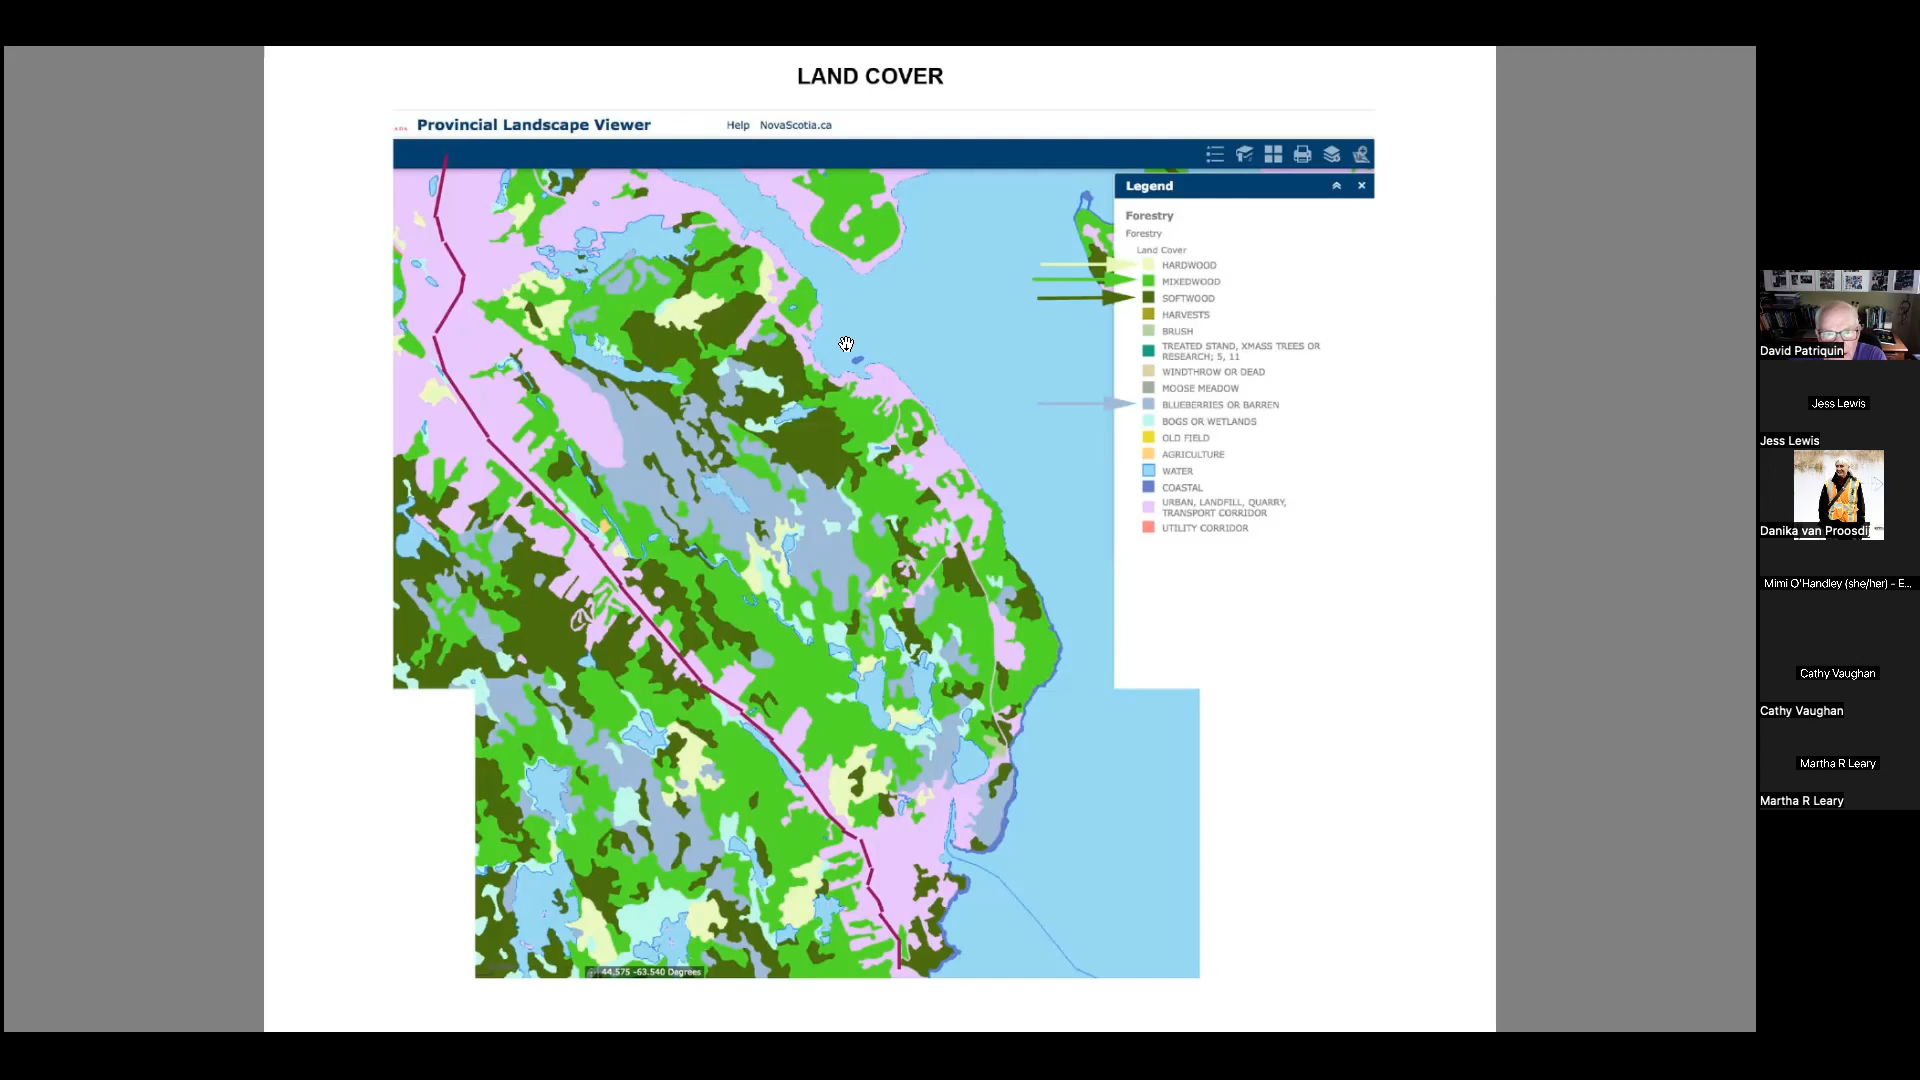 LAND COVER
Provincial Landscape Viewer
Help NovaScotia.ca
Legend
Forestry
Forestry
Land Cover
HARDWOOD
MIXEDWOOD
SOFTWOOD
HARVESTS
BRUSH
TREATED STAND, XMASS TREES OR
RESEARCH; 5, 11
WINDTHROW OR DEAD
MOOSE MEADOW
BLUEBERRIES OR BARREN
BOGS OR WETLANDS
OLD FIELD
AGRICULTURE
WATER
COASTAL
URBAN, LANDFILL, QUARRY,
TRANSPORT CORRIDOR
UTILITY CORRIDOR
44.575 -63.540 Degrees
David Patriquin
Jess Lewis
Jess Lewis
Danika van Proosdij
Mimi O'Handley (she/her) - E...
Cathy Vaughan
Cathy Vaughan
Martha R Leary
Martha R Leary